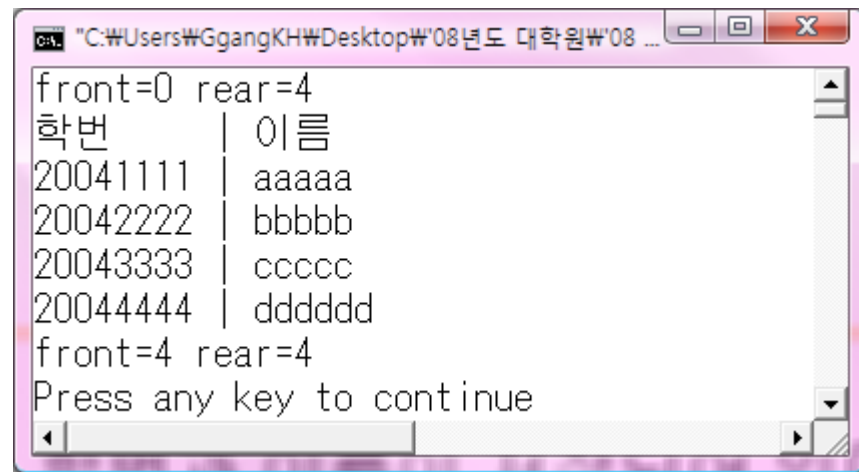 "C:₩Users₩GgangKH₩Desktop₩'08년도 대학원₩'08 ...
front=0 rear=4
학번 | 이름
20041111 | aaaaa
20042222 | bbbbb
20043333 | ccccc
20044444 | dddddd
front=4 rear=4
Press any key to continue